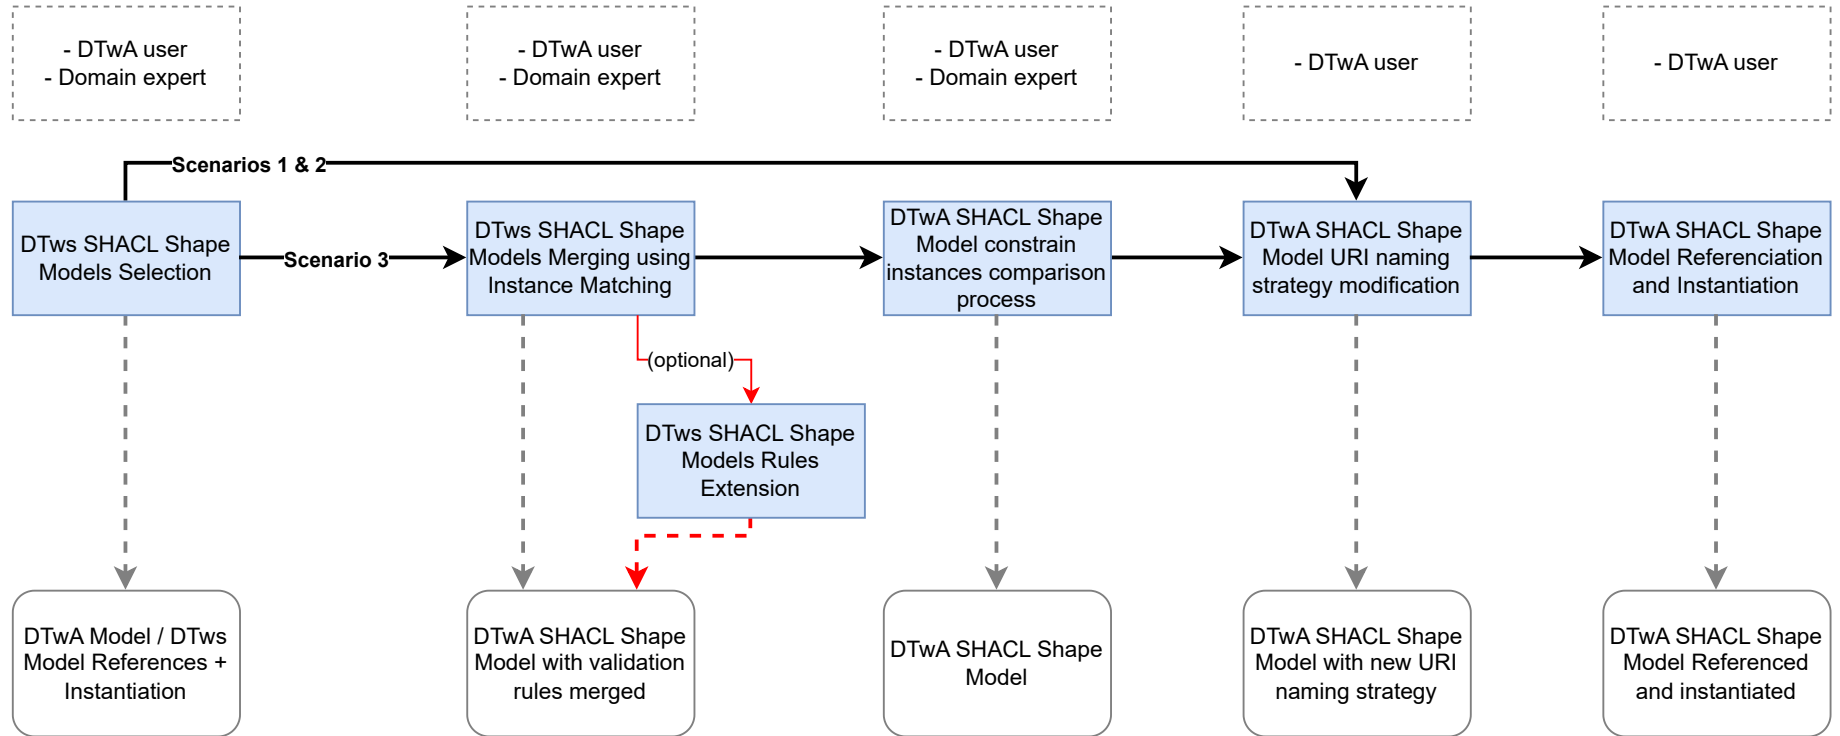 - DTwA user
- Domain expert
- DTwA user
- Domain expert
- DTwA user
- Domain expert
- DTwA user
- DTwA user
Scenarios 1 & 2
DTws SHACL Shape
Models Selection
Scenario 3
DTws SHACL Shape
Models Merging using
Instance Matching
DTwA SHACL Shape
Model constrain
instances comparison
process
DTwA SHACL Shape
Model URI naming
strategy modification
DTwA SHACL Shape
Model Referenciation
and Instantiation
(optional)
DTws SHACL Shape
Models Rules
Extension
DTwA Model / DTws
Model References +
Instantiation
DTwA SHACL Shape
Model with validation
rules merged
DTwA SHACL Shape
Model
DTwA SHACL Shape
Model with new URI
naming strategy
DTwA SHACL Shape
Model Referenced
and instantiated